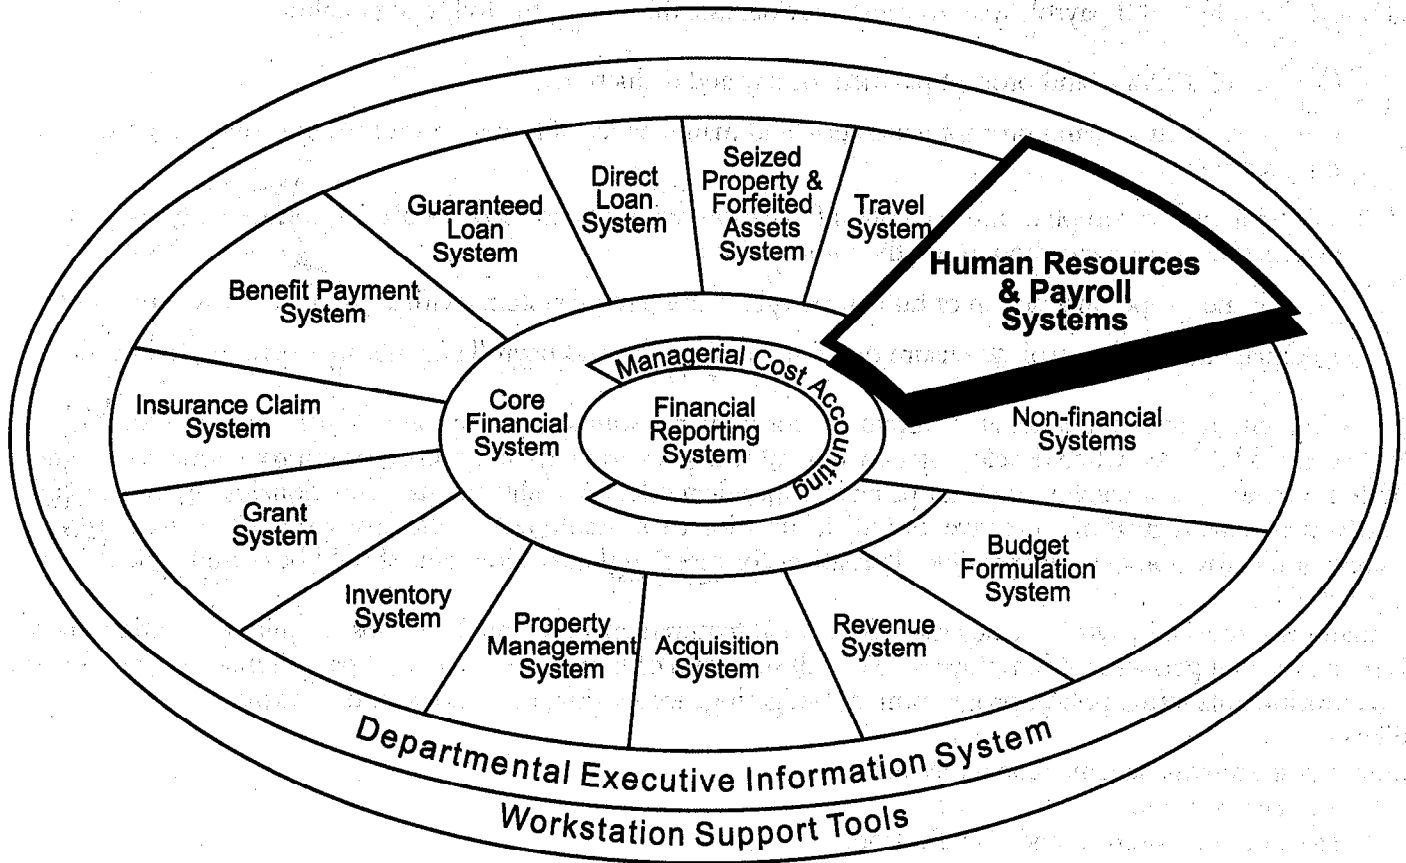 Seized
Property &
Forfeited
Assets
System
Direct
Loan
System
Travel
System
Guaranteed
Loan
System
Human Resources
& Payroll
Systems
Benefit Payment
System
Insurance Claim
System
Core
Financial
System
Managerial Cost Accounting
Financial
Reporting
System
Non-financial
Systems
Grant
System
Budget
Formulation
System
Inventory
System
Property
Management
System
Acquisition
System
Revenue
System
Departmental Executive Information System
Workstation Support Tools